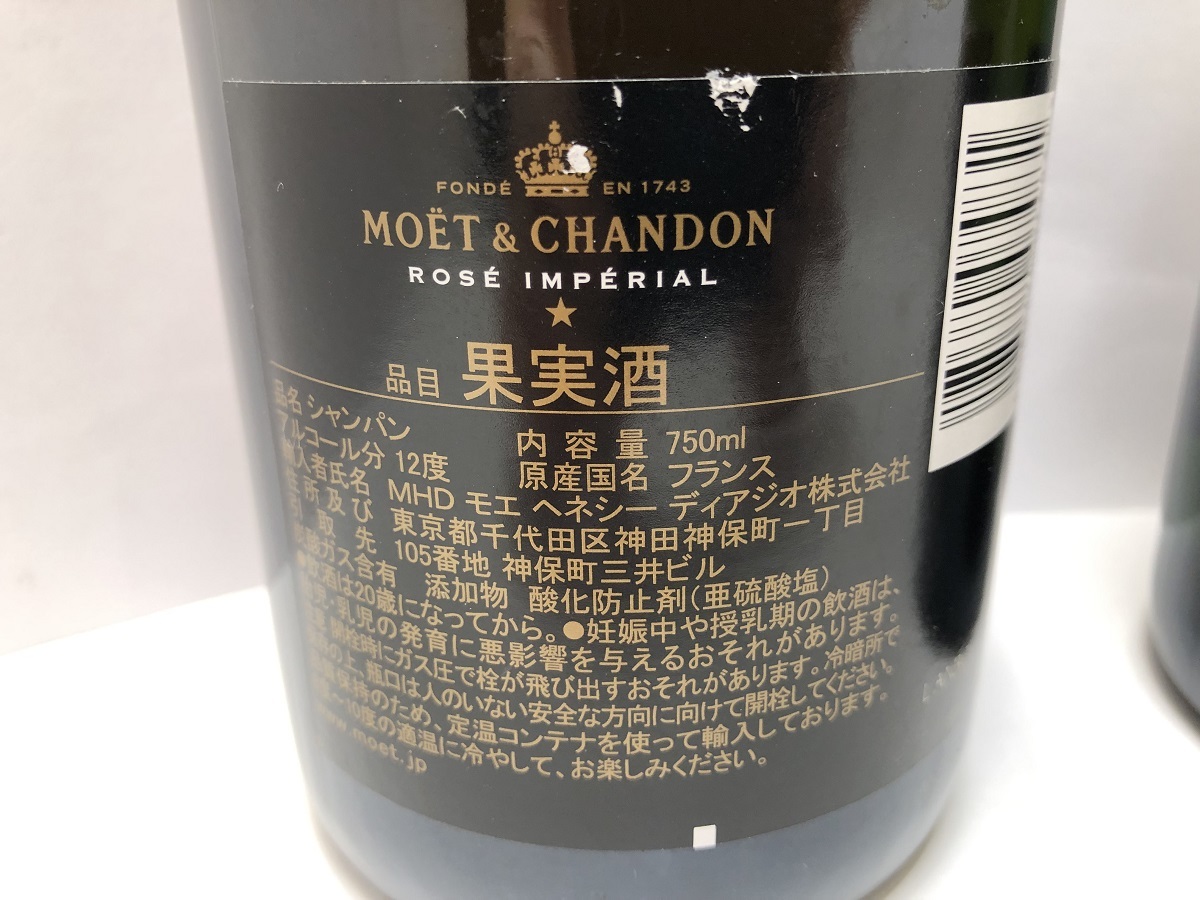 FONDÉ EN 1743
MOËT & CHANDON
ROSÉ IMPÉRIAL
品目 果実酒
品名 シャンパン 内容量 750ml
アルコール分 12度 原産国名 フランス
輸入者氏名 MHD モエ ヘネシー ディアジオ株式会社
住所及び 東京都千代田区神田神保町一丁目
引取先 105番地 神保町三井ビル
炭酸ガス含有 添加物 酸化防止剤(亜硫酸塩)
●飲酒は20歳になってから。●妊娠中や授乳期の飲酒は、
児・乳児の発育に悪影響を与えるおそれがあります。
開栓時にガス圧で栓が飛び出すおそれがあります。冷暗所で
の上、瓶口は人のいない安全な方向に向けて開栓してください。
保持のため、定温コンテナを使って輸入しております。
10度の適温に冷やして、お楽しみください。
www.moet.jp